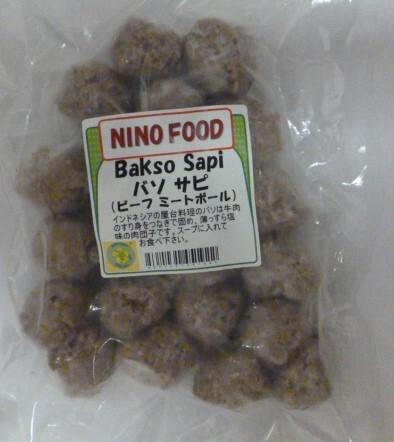 NINO FOOD
Bakso Sapi
バソ サピ
(ビーフ ミートボール)
インドネシアの屋台料理のバソは牛肉
のすり身をつなぎで固め、薄っすら塩
味の肉団子です。スープに入れて
お食べ下さい。